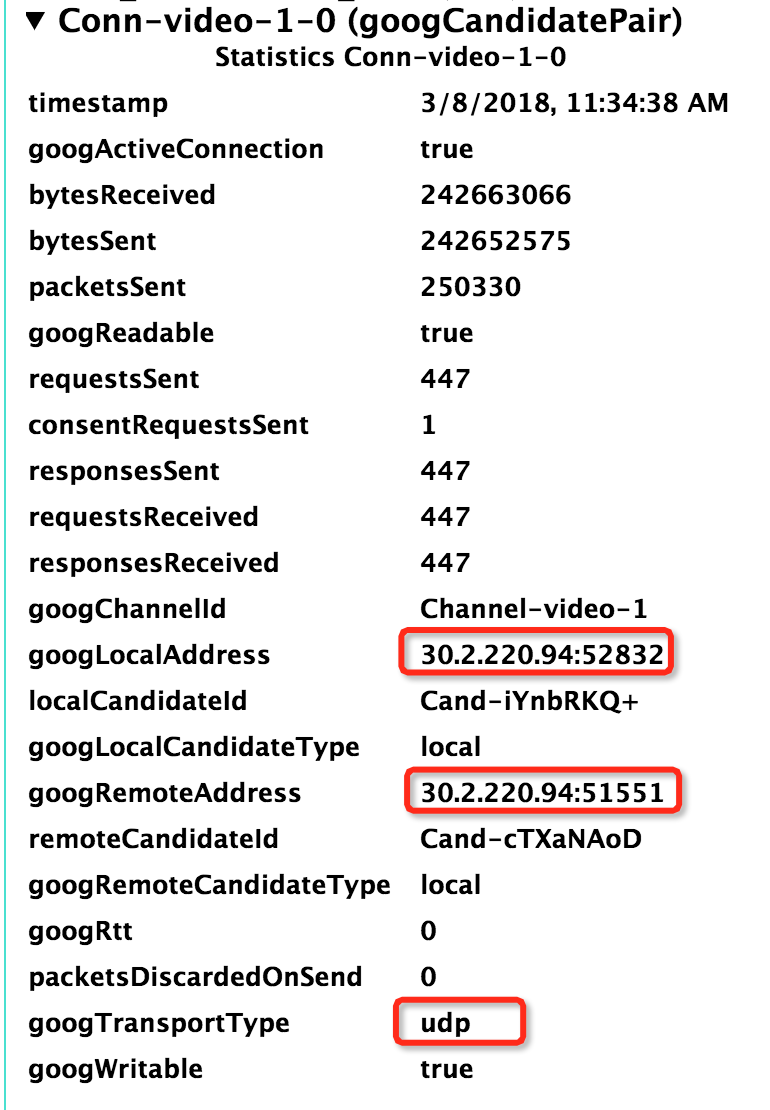 ▼ Conn-video-1-0 (googCandidatePair)
Statistics Conn-video-1-0
timestamp 3/8/2018, 11:34:38 AM
googActiveConnection true
bytesReceived 242663066
bytesSent 242652575
packetsSent 250330
googReadable true
requestsSent 447
consentRequestsSent 1
responsesSent 447
requestsReceived 447
responsesReceived 447
googChannelId Channel-video-1
googLocalAddress 30.2.220.94:52832
localCandidateId Cand-iYnbRKQ+
googLocalCandidateType local
googRemoteAddress 30.2.220.94:51551
remoteCandidateId Cand-cTXaNAoD
googRemoteCandidateType local
googRtt 0
packetsDiscardedOnSend 0
googTransportType udp
googWritable true